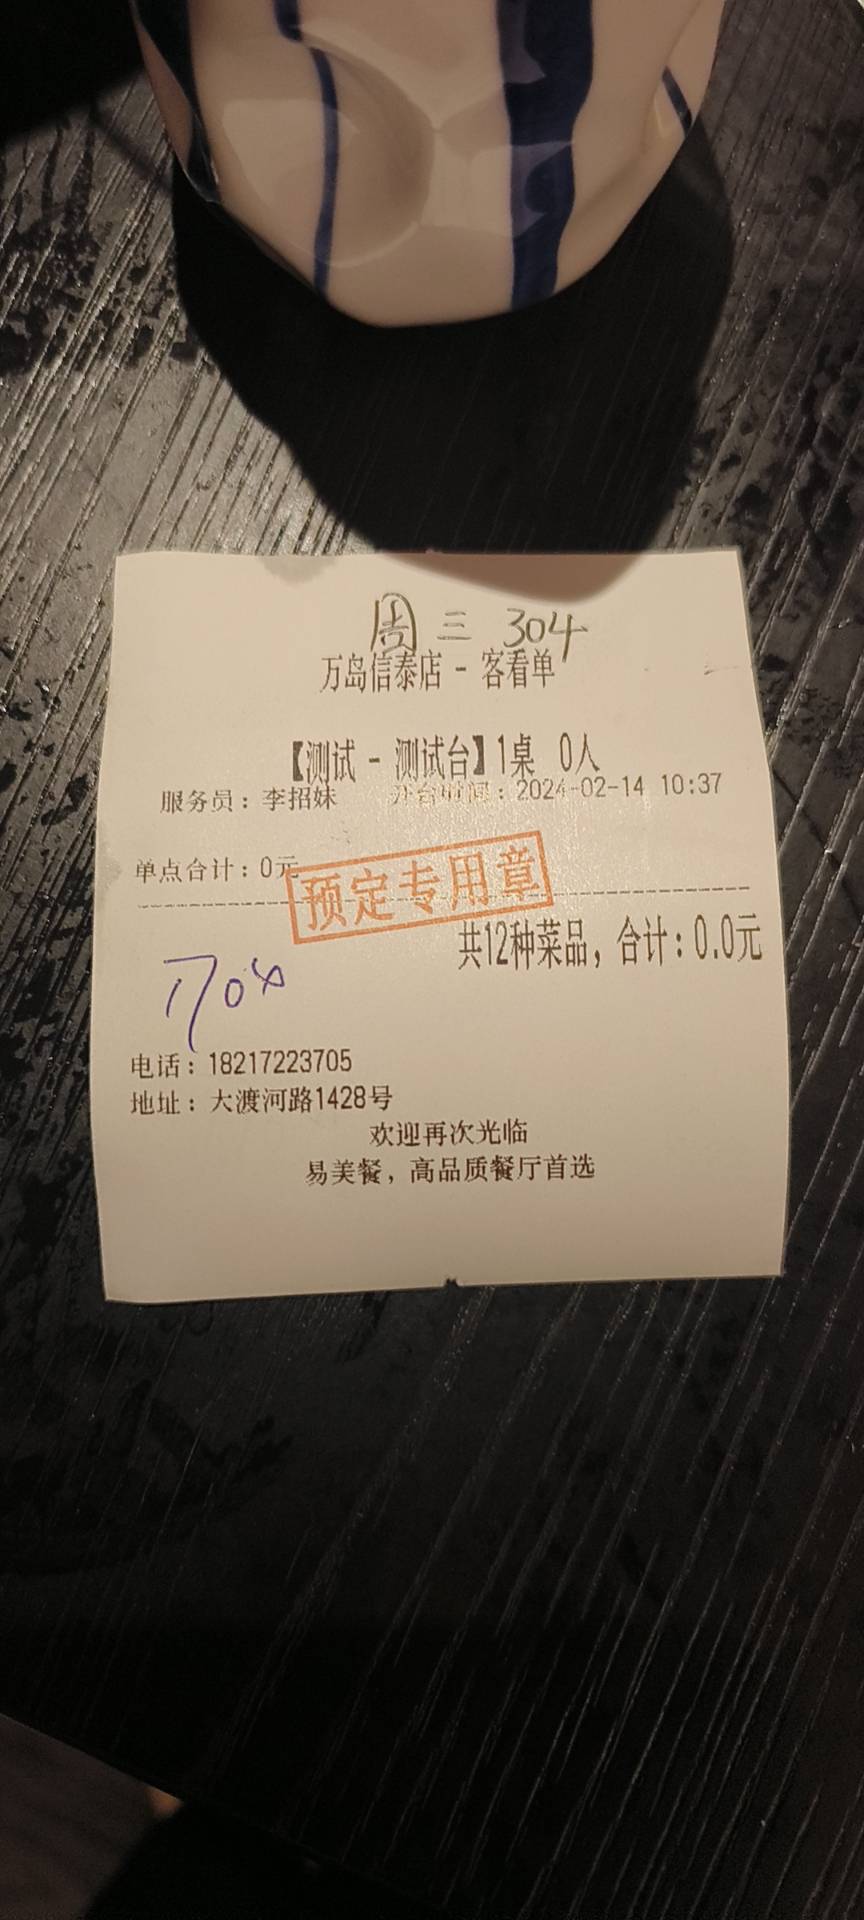 周三 304
万岛信泰店 - 客看单
【测试 - 测试台】1桌 0人
服务员：李招妹 开台时间：2024-02-14 10:37
单点合计：0元
预定专用章
共12种菜品，合计：0.0元
电话：18217223705
地址：大渡河路1428号
欢迎再次光临
易美餐，高品质餐厅首选